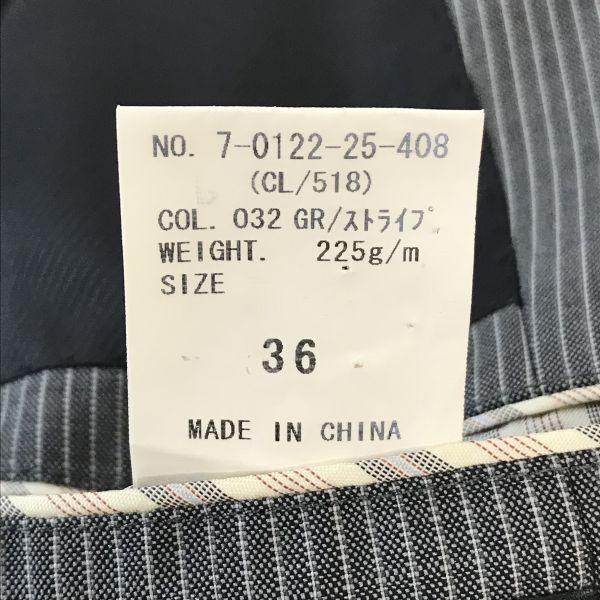 NO. 7-0122-25-408
(CL/518)
COL. 032 GR/ｽﾄﾗｲﾌﾟ
WEIGHT. 225g/m
SIZE
36
MADE IN CHINA